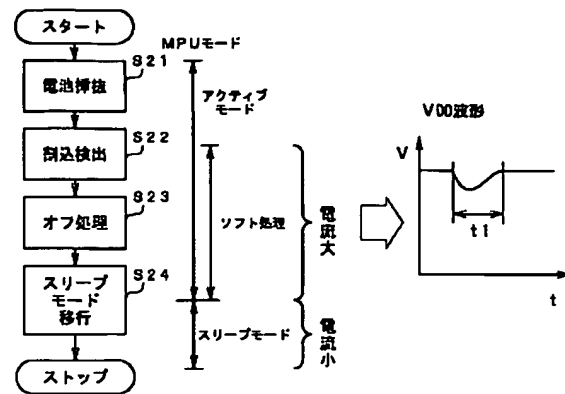 スタート
MPUモード
S21
電池挿抜
アクティブ
モード
S22
割込検出
S23
オフ処理
ソフト処理
電流大
S24
スリープ
モード
移行
スリープモード
電流小
ストップ
VDD波形
V
t1
t